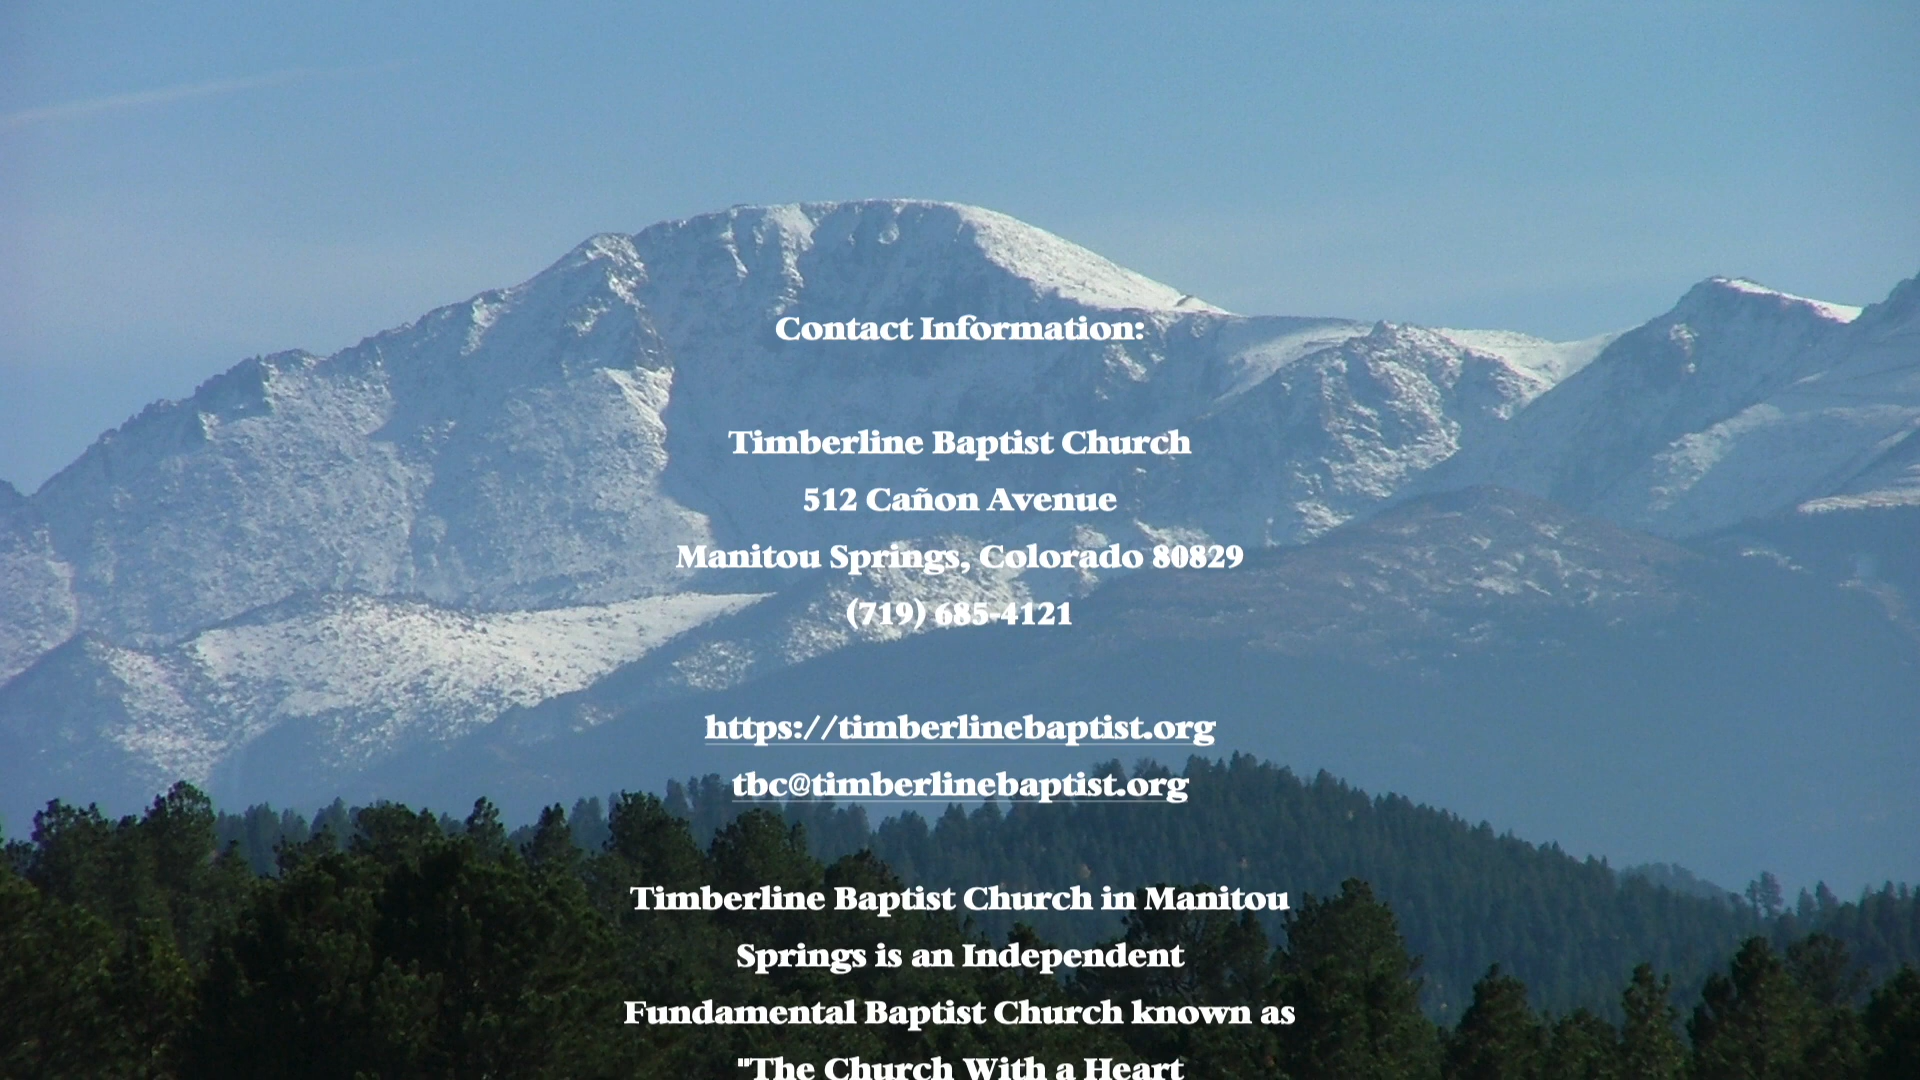 Contact Information:
Timberline Baptist Church
512 Cañon Avenue
Manitou Springs, Colorado 80829
(719) 685-4121
https://timberlinebaptist.org
tbc@timberlinebaptist.org
Timberline Baptist Church in Manitou
Springs is an Independent
Fundamental Baptist Church known as
"The Church With a Heart